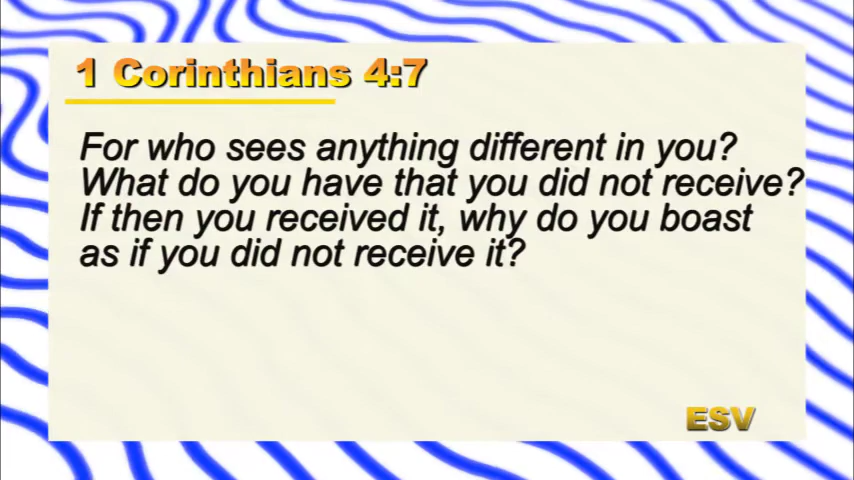 1 Corinthians 4:7
For who sees anything different in you?
What do you have that you did not receive?
If then you received it, why do you boast
as if you did not receive it?
ESV